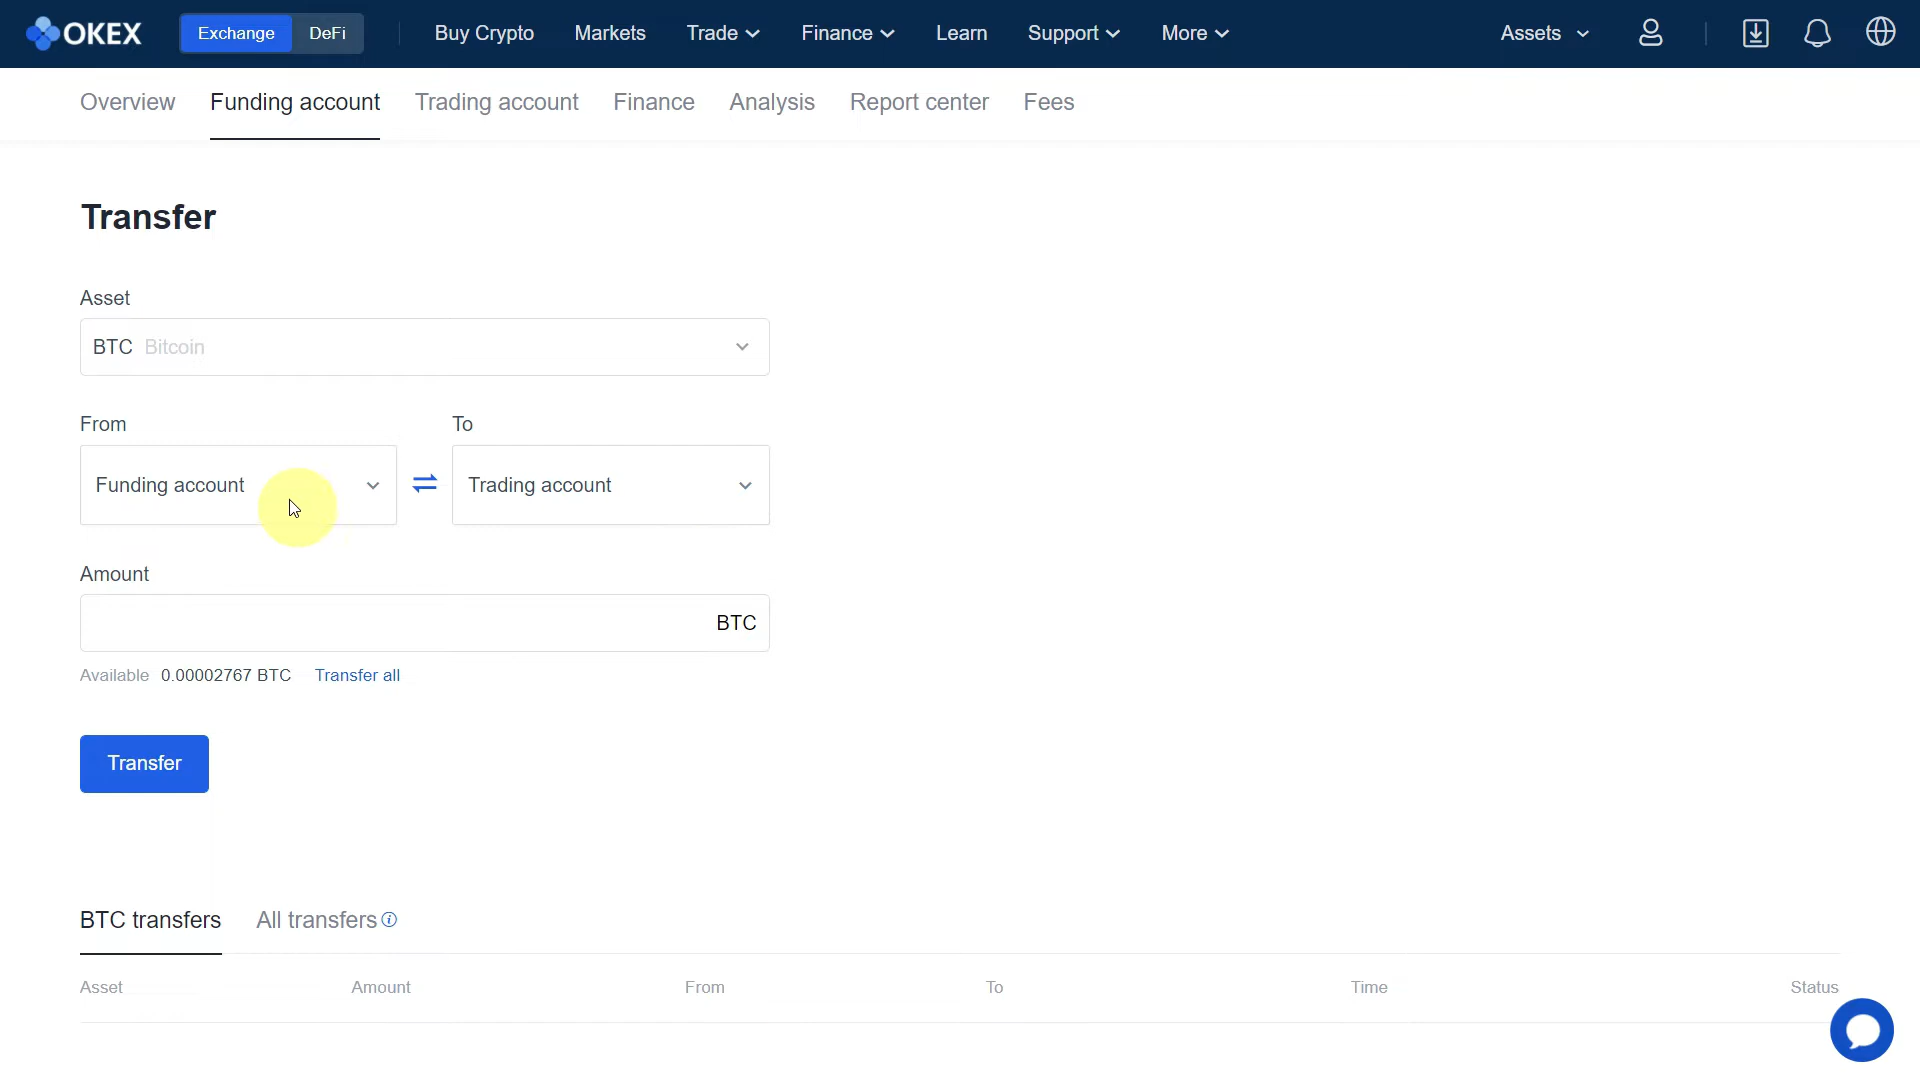 OKEX Exchange DeFi Buy Crypto Markets Trade Finance Learn Support More Assets
Overview Funding account Trading account Finance Analysis Report center Fees
Transfer
Asset
BTC Bitcoin
From To
Funding account Trading account
Amount
BTC
Available 0.00002767 BTC Transfer all
Transfer
BTC transfers All transfers
Asset Amount From To Time Status